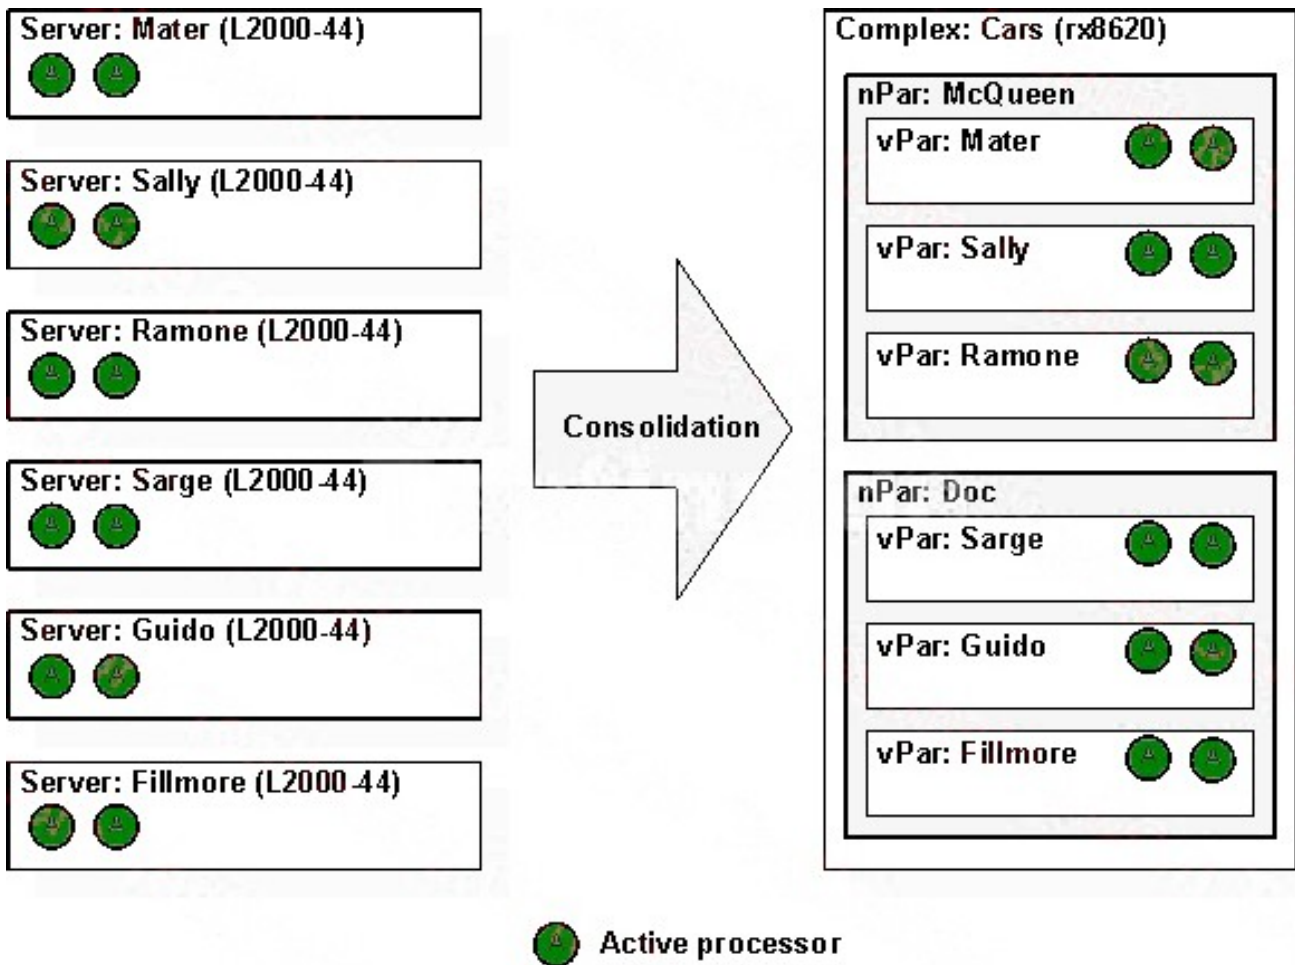 Server: Mater (L2000-44)
Server: Sally (L2000-44)
Server: Ramone (L2000-44)
Server: Sarge (L2000-44)
Server: Guido (L2000-44)
Server: Fillmore (L2000-44)
Consolidation
Complex: Cars (rx8620)
nPar: McQueen
vPar: Mater
vPar: Sally
vPar: Ramone
nPar: Doc
vPar: Sarge
vPar: Guido
vPar: Fillmore
Active processor